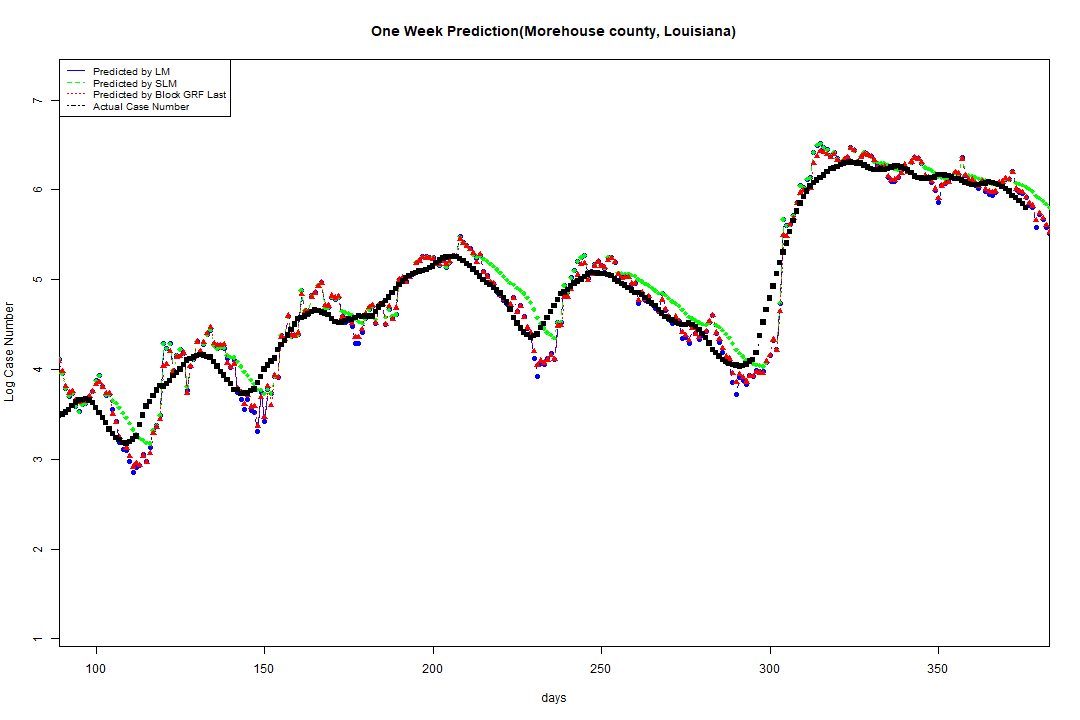 One Week Prediction(Morehouse county, Louisiana)
Predicted by LM
Predicted by SLM
Predicted by Block GRF Last
Actual Case Number
7
6
5
4
3
2
1
Log Case Number
100 150 200 250 300 350
days